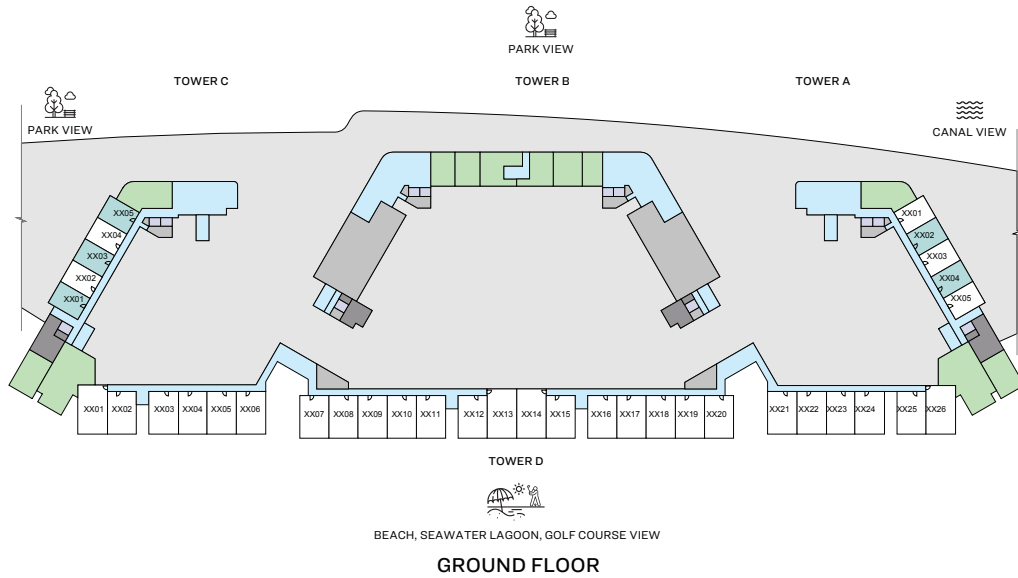 PARK VIEW
TOWER C
TOWER B
TOWER A
PARK VIEW
CANAL VIEW
XX05
XX04
XX03
XX02
XX01
XX01
XX02
XX03
XX04
XX05
XX01 XX02 XX03 XX04 XX05 XX06 XX07 XX08 XX09 XX10 XX11 XX12 XX13 XX14 XX15 XX16 XX17 XX18 XX19 XX20 XX21 XX22 XX23 XX24 XX25 XX26
TOWER D
BEACH, SEAWATER LAGOON, GOLF COURSE VIEW
GROUND FLOOR